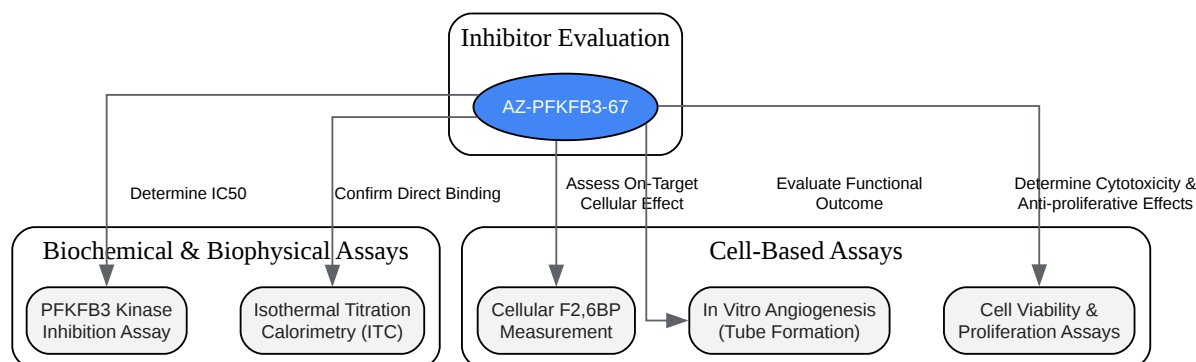 Inhibitor Evaluation
AZ-PFKFB3-67
Determine IC50
Confirm Direct Binding
Assess On-Target
Cellular Effect
Evaluate Functional
Outcome
Determine Cytotoxicity &
Anti-proliferative Effects
Biochemical & Biophysical Assays
Cell-Based Assays
PFKFB3 Kinase
Inhibition Assay
Isothermal Titration
Calorimetry (ITC)
Cellular F2,6BP
Measurement
In Vitro Angiogenesis
(Tube Formation)
Cell Viability &
Proliferation Assays